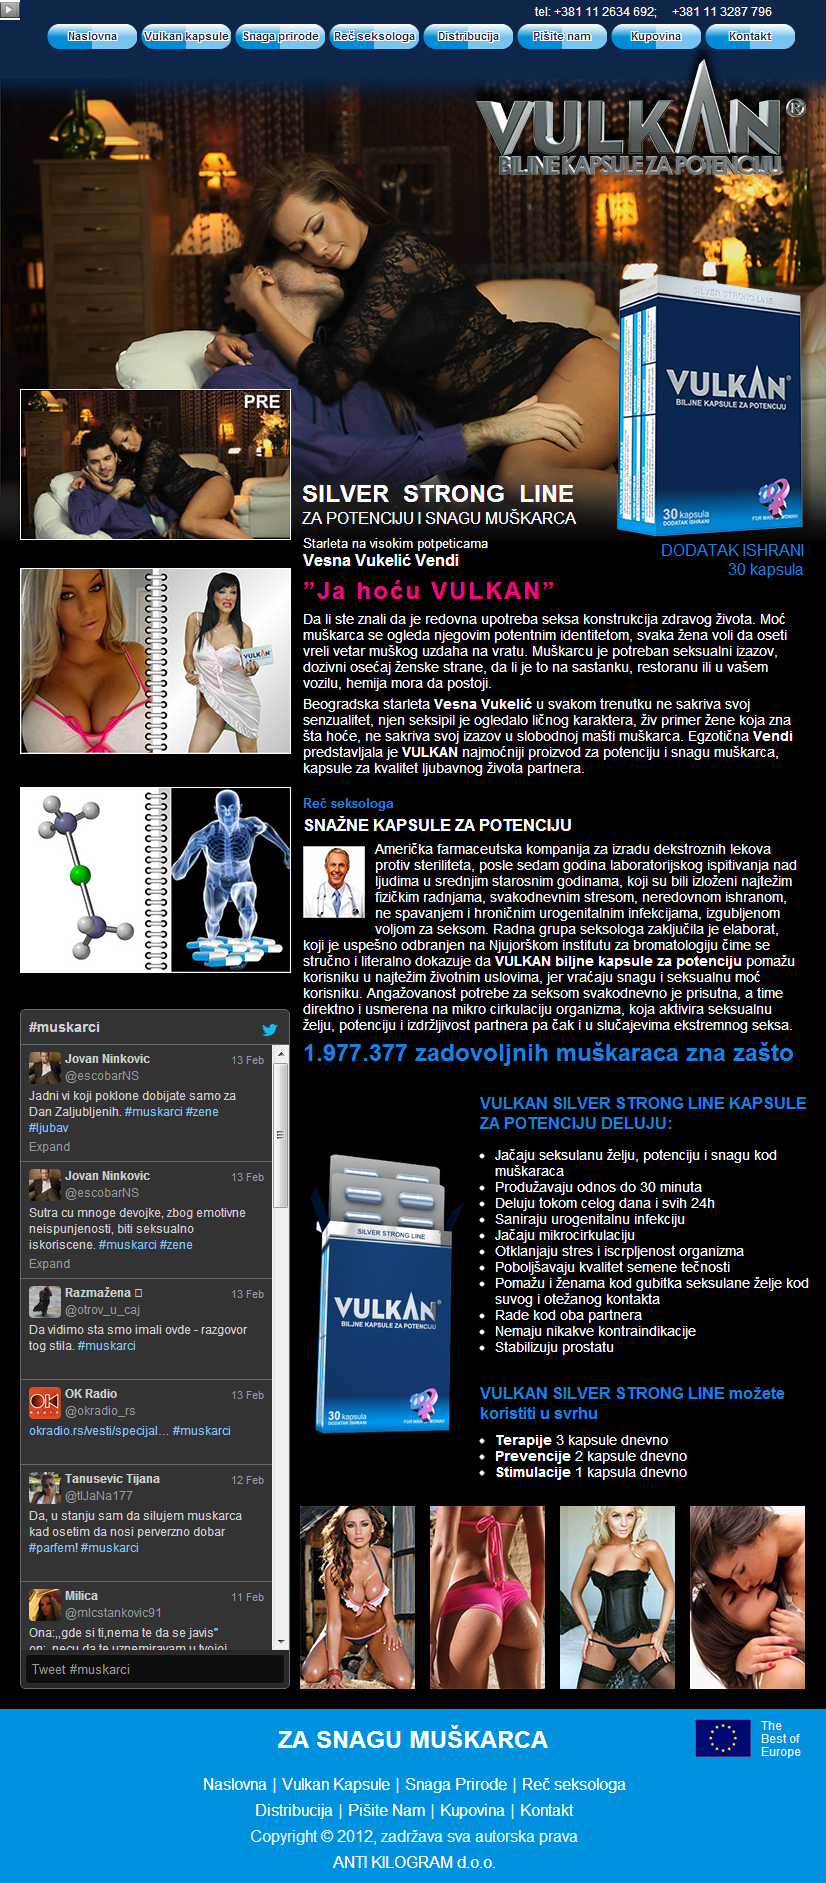 tel: +381 11 2634 692; +381 11 3287 796
Naslovna
Vulkan kapsule
Snaga prirode
Reč seksologa
Distribucija
Pišite nam
Kupovina
Kontakt
VULKAN®
BILJNE KAPSULE ZA POTENCIJU
SILVER STRONG LINE
VULKAN®
BILJNE KAPSULE ZA POTENCIJU
30 kapsula
DODATAK ISHRANI
FOR MAN WOMAN
PRE
SILVER STRONG LINE
ZA POTENCIJU I SNAGU MUŠKARCA
DODATAK ISHRANI
30 kapsula
Starleta na visokim potpeticama
Vesna Vukelić Vendi
”Ja hoću VULKAN”
Da li ste znali da je redovna upotreba seksa konstrukcija zdravog života. Moć
muškarca se ogleda njegovim potentnim identitetom, svaka žena voli da oseti
vreli vetar muškog uzdaha na vratu. Muškarcu je potreban seksualni izazov,
dozivni osećaj ženske strane, da li je to na sastanku, restoranu ili u vašem
vozilu, hemija mora da postoji.
Beogradska starleta Vesna Vukelić u svakom trenutku ne sakriva svoj
senzualitet, njen seksipil je ogledalo ličnog karaktera, živ primer žene koja zna
šta hoće, ne sakriva svoj izazov u slobodnoj mašti muškarca. Egzotična Vendi
predstavljala je VULKAN najmoćniji proizvod za potenciju i snagu muškarca,
kapsule za kvalitet ljubavnog života partnera.
VULKAN
Reč seksologa
SNAŽNE KAPSULE ZA POTENCIJU
Američka farmaceutska kompanija za izradu dekstroznih lekova
protiv steriliteta, posle sedam godina laboratorijskog ispitivanja nad
ljudima u srednjim starosnim godinama, koji su bili izloženi najtežim
fizičkim radnjama, svakodnevnim stresom, neredovnom ishranom,
ne spavanjem i hroničnim urogenitalnim infekcijama, izgubljenom
voljom za seksom. Radna grupa seksologa zaključila je elaborat,
koji je uspešno odbranjen na Njujorškom institutu za bromatologiju čime se
stručno i literalno dokazuje da VULKAN biljne kapsule za potenciju pomažu
korisniku u najtežim životnim uslovima, jer vraćaju snagu i seksualnu moć
korisniku. Angažovanost potrebe za seksom svakodnevno je prisutna, a time
direktno i usmerena na mikro cirkulaciju organizma, koja aktivira seksualnu
želju, potenciju i izdržljivost partnera pa čak i u slučajevima ekstremnog seksa.
1.977.377 zadovoljnih muškaraca zna zašto
#muskarci
Jovan Ninkovic 13 Feb
@escobarNS
Jadni vi koji poklone dobijate samo za
Dan Zaljubljenih. #muskarci #zene
#ljubav
Expand
Jovan Ninkovic 13 Feb
@escobarNS
Sutra cu mnoge devojke, zbog emotivne
neispunjenosti, biti seksualno
iskoriscene. #muskarci #zene
Expand
Razmažena 13 Feb
@otrov_u_caj
Da vidimo sta smo imali ovde - razgovor
tog stila. #muskarci
OK Radio 13 Feb
@okradio_rs
okradio.rs/vesti/specijal... #muskarci
Tanusevic Tijana 12 Feb
@tIJaNa177
Da, u stanju sam da silujem muskarca
kad osetim da nosi perverzno dobar
#parfem! #muskarci
Milica 11 Feb
@mlcstankovic91
Ona:,,gde si ti,nema te da se javis"
on:,,necu da te uznemiravam u tvojoj
Tweet #muskarci
VULKAN SILVER STRONG LINE KAPSULE
ZA POTENCIJU DELUJU:
Jačaju seksulanu želju, potenciju i snagu kod
muškaraca
Produžavaju odnos do 30 minuta
Deluju tokom celog dana i svih 24h
Saniraju urogenitalnu infekciju
Jačaju mikrocirkulaciju
Otklanjaju stres i iscrpljenost organizma
Poboljšavaju kvalitet semene tečnosti
Pomažu i ženama kod gubitka seksulane želje kod
suvog i otežanog kontakta
Rade kod oba partnera
Nemaju nikakve kontraindikacije
Stabilizuju prostatu
SILVER STRONG LINE
VULKAN®
BILJNE KAPSULE ZA POTENCIJU
30 kapsula
DODATAK ISHRANI
FOR MAN WOMAN
VULKAN SILVER STRONG LINE možete
koristiti u svrhu
Terapije 3 kapsule dnevno
Prevencije 2 kapsule dnevno
Stimulacije 1 kapsula dnevno
ZA SNAGU MUŠKARCA
The
Best of
Europe
Naslovna | Vulkan Kapsule | Snaga Prirode | Reč seksologa
Distribucija | Pišite Nam | Kupovina | Kontakt
Copyright © 2012, zadržava sva autorska prava
ANTI KILOGRAM d.o.o.